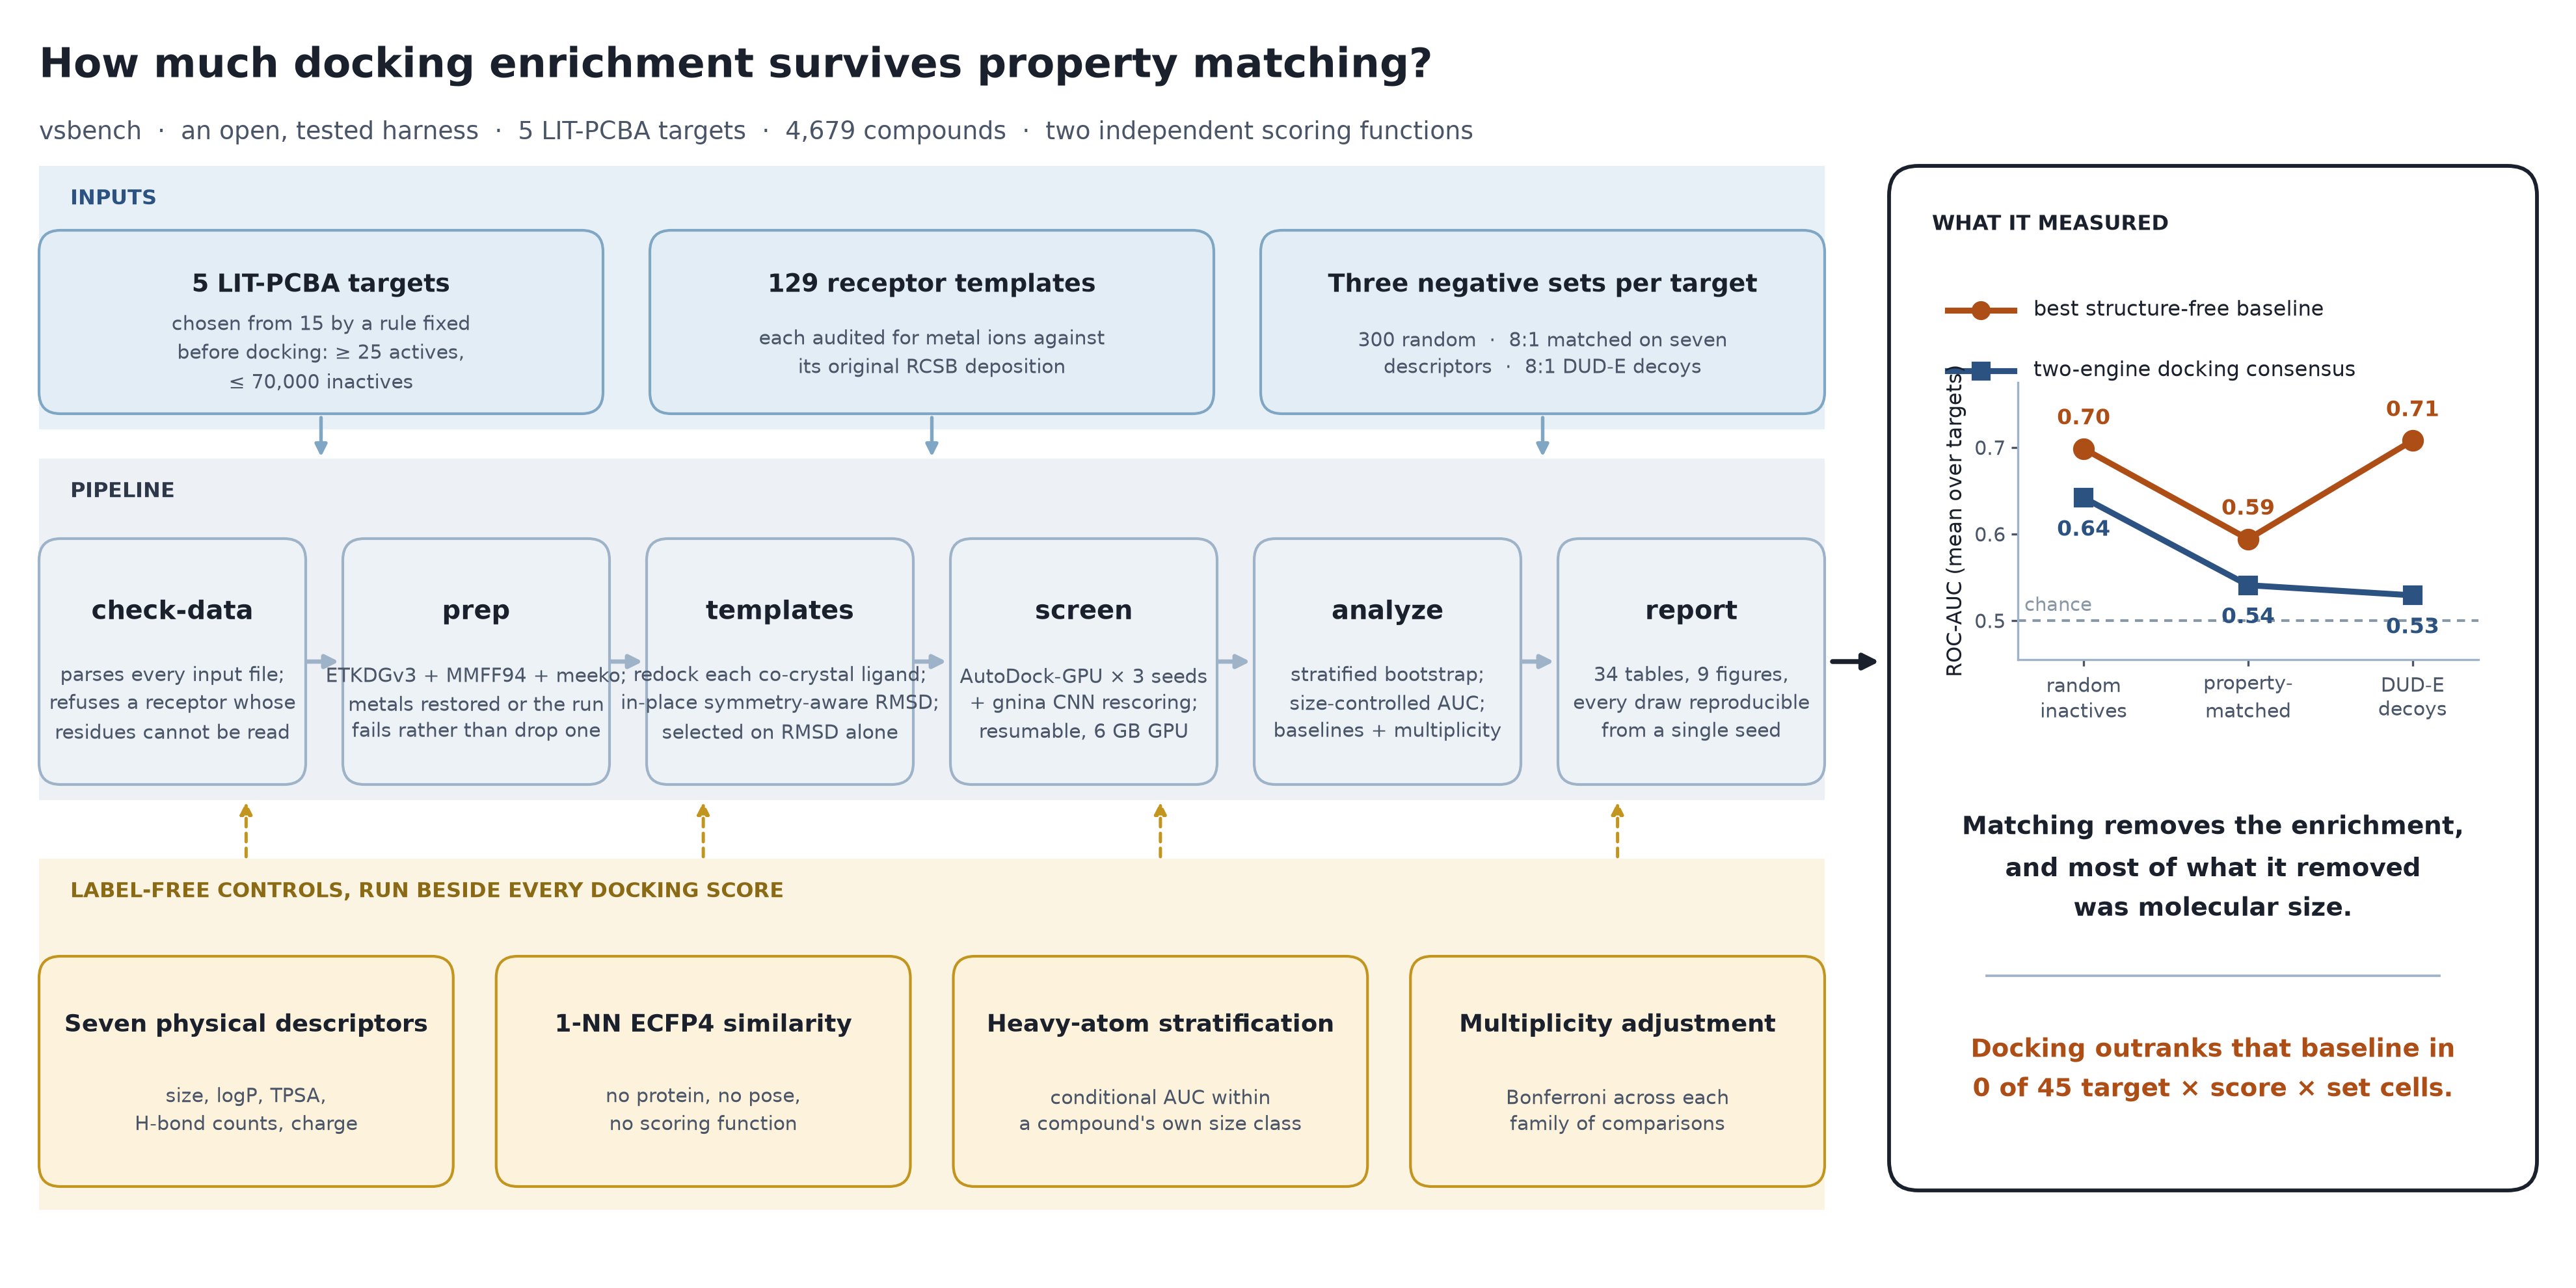 How much docking enrichment survives property matching?
vsbench · an open, tested harness · 5 LIT-PCBA targets · 4,679 compounds · two independent scoring functions
INPUTS
5 LIT-PCBA targets
chosen from 15 by a rule fixed
before docking: ≥ 25 actives,
≤ 70,000 inactives
129 receptor templates
each audited for metal ions against
its original RCSB deposition
Three negative sets per target
300 random · 8:1 matched on seven
descriptors · 8:1 DUD-E decoys
PIPELINE
check-data
parses every input file;
refuses a receptor whose
residues cannot be read
prep
ETKDGv3 + MMFF94 + meeko;
metals restored or the run
fails rather than drop one
templates
redock each co-crystal ligand;
in-place symmetry-aware RMSD;
selected on RMSD alone
screen
AutoDock-GPU × 3 seeds
+ gnina CNN rescoring;
resumable, 6 GB GPU
analyze
stratified bootstrap;
size-controlled AUC;
baselines + multiplicity
report
34 tables, 9 figures,
every draw reproducible
from a single seed
LABEL-FREE CONTROLS, RUN BESIDE EVERY DOCKING SCORE
Seven physical descriptors
size, logP, TPSA,
H-bond counts, charge
1-NN ECFP4 similarity
no protein, no pose,
no scoring function
Heavy-atom stratification
conditional AUC within
a compound's own size class
Multiplicity adjustment
Bonferroni across each
family of comparisons
WHAT IT MEASURED
best structure-free baseline
two-engine docking consensus
ROC-AUC (mean over targets)
0.7
0.6
0.5
chance
0.70
0.59
0.71
0.64
0.54
0.53
random
inactives
property-
matched
DUD-E
decoys
Matching removes the enrichment,
and most of what it removed
was molecular size.
Docking outranks that baseline in
0 of 45 target × score × set cells.